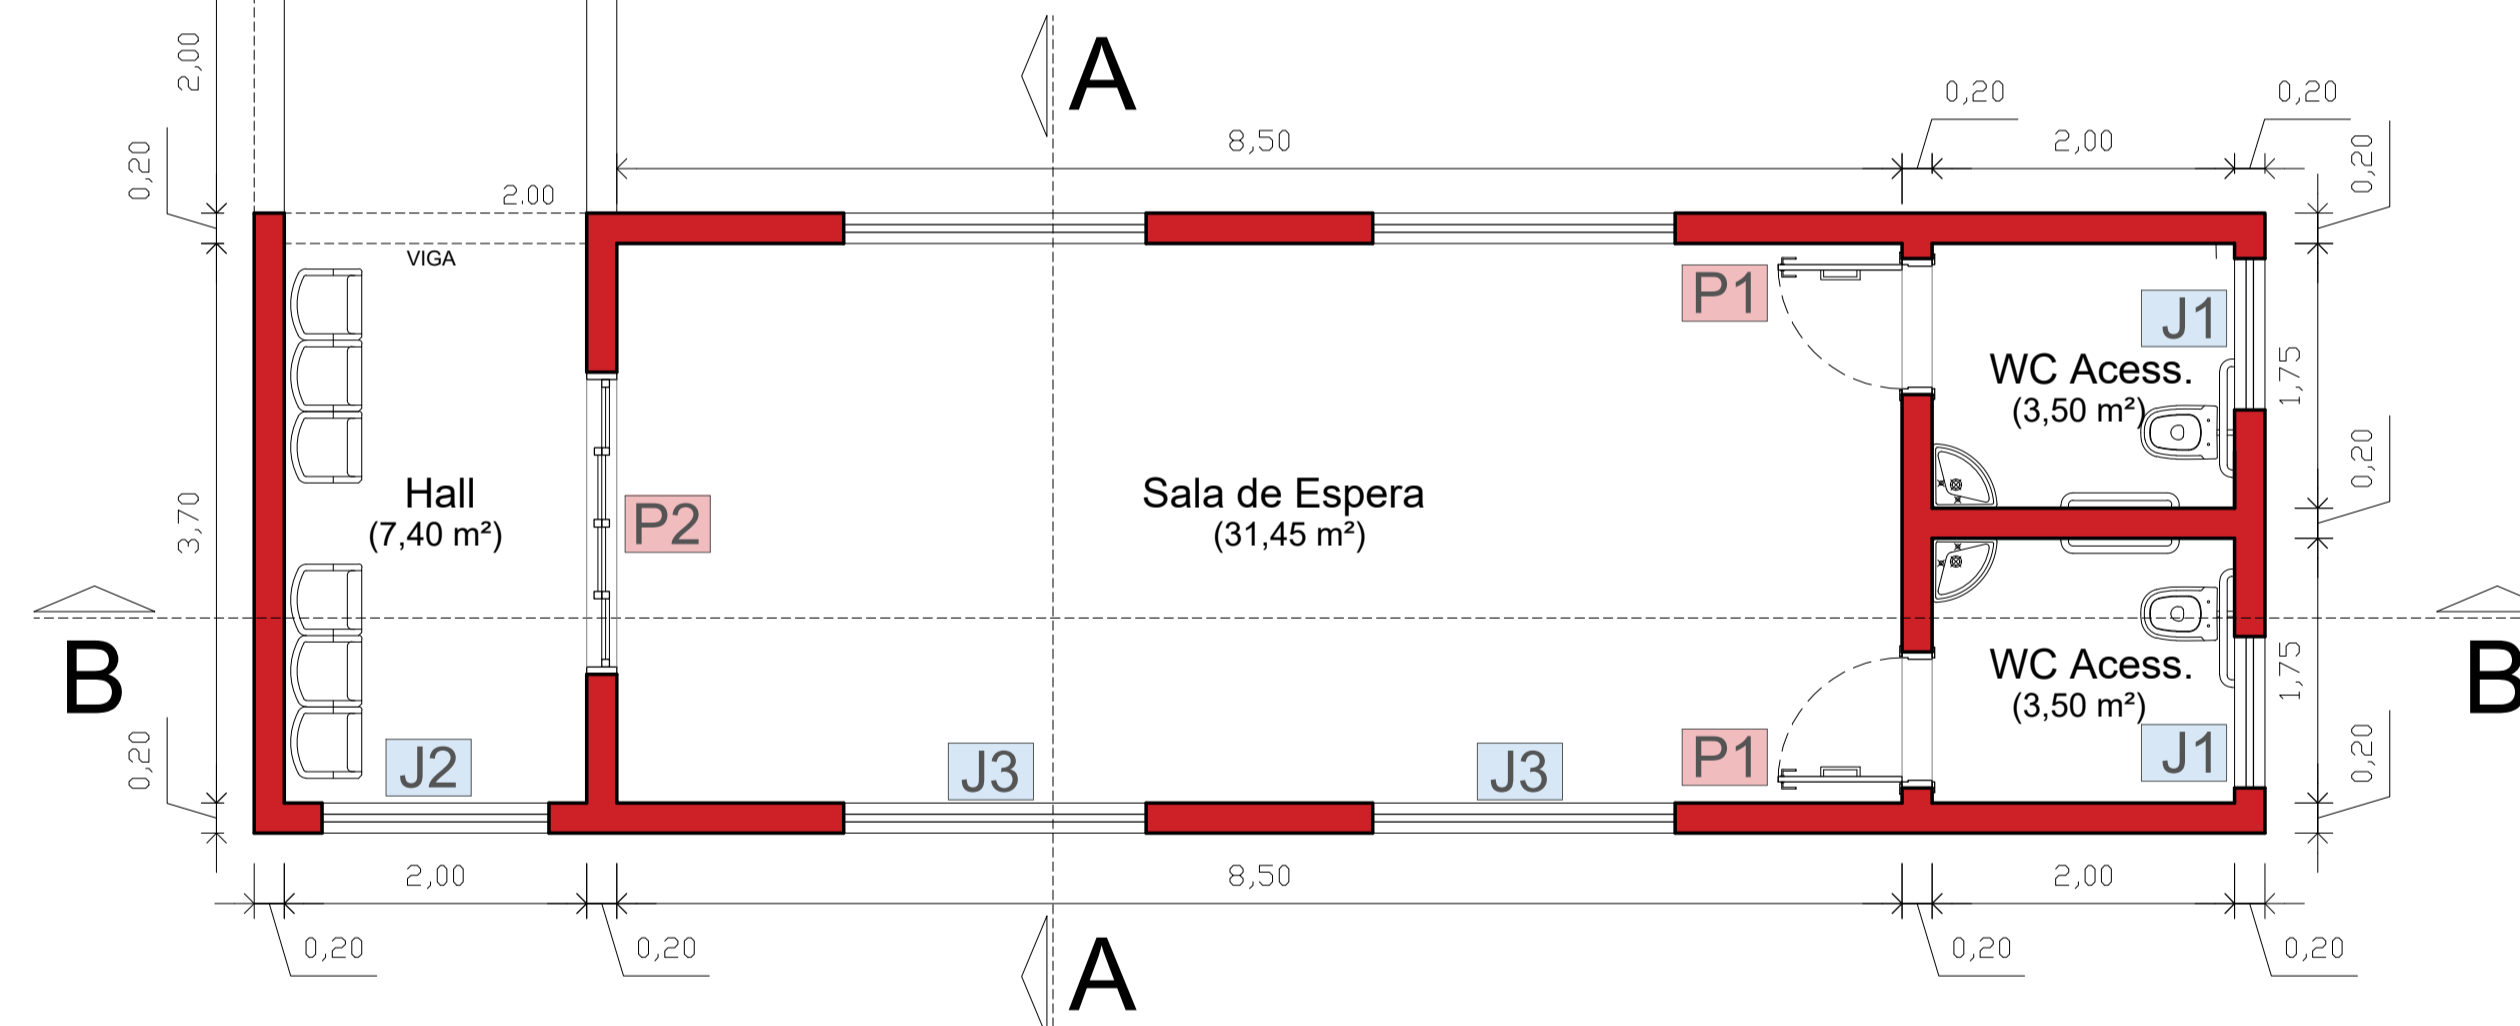 A
2,00
0,20
0,20
8,50
2,00
0,20
0,20
2.00
VIGA
P1
J1
WC Acess.
(3,50 m²)
1,75
0,20
Hall
(7,40 m²)
Sala de Espera
(31,45 m²)
P2
3,70
B
B
WC Acess.
(3,50 m²)
1,75
0,20
0,20
J2
J3
J3
P1
J1
2,00
8,50
2,00
0,20
0,20
0,20
0,20
A